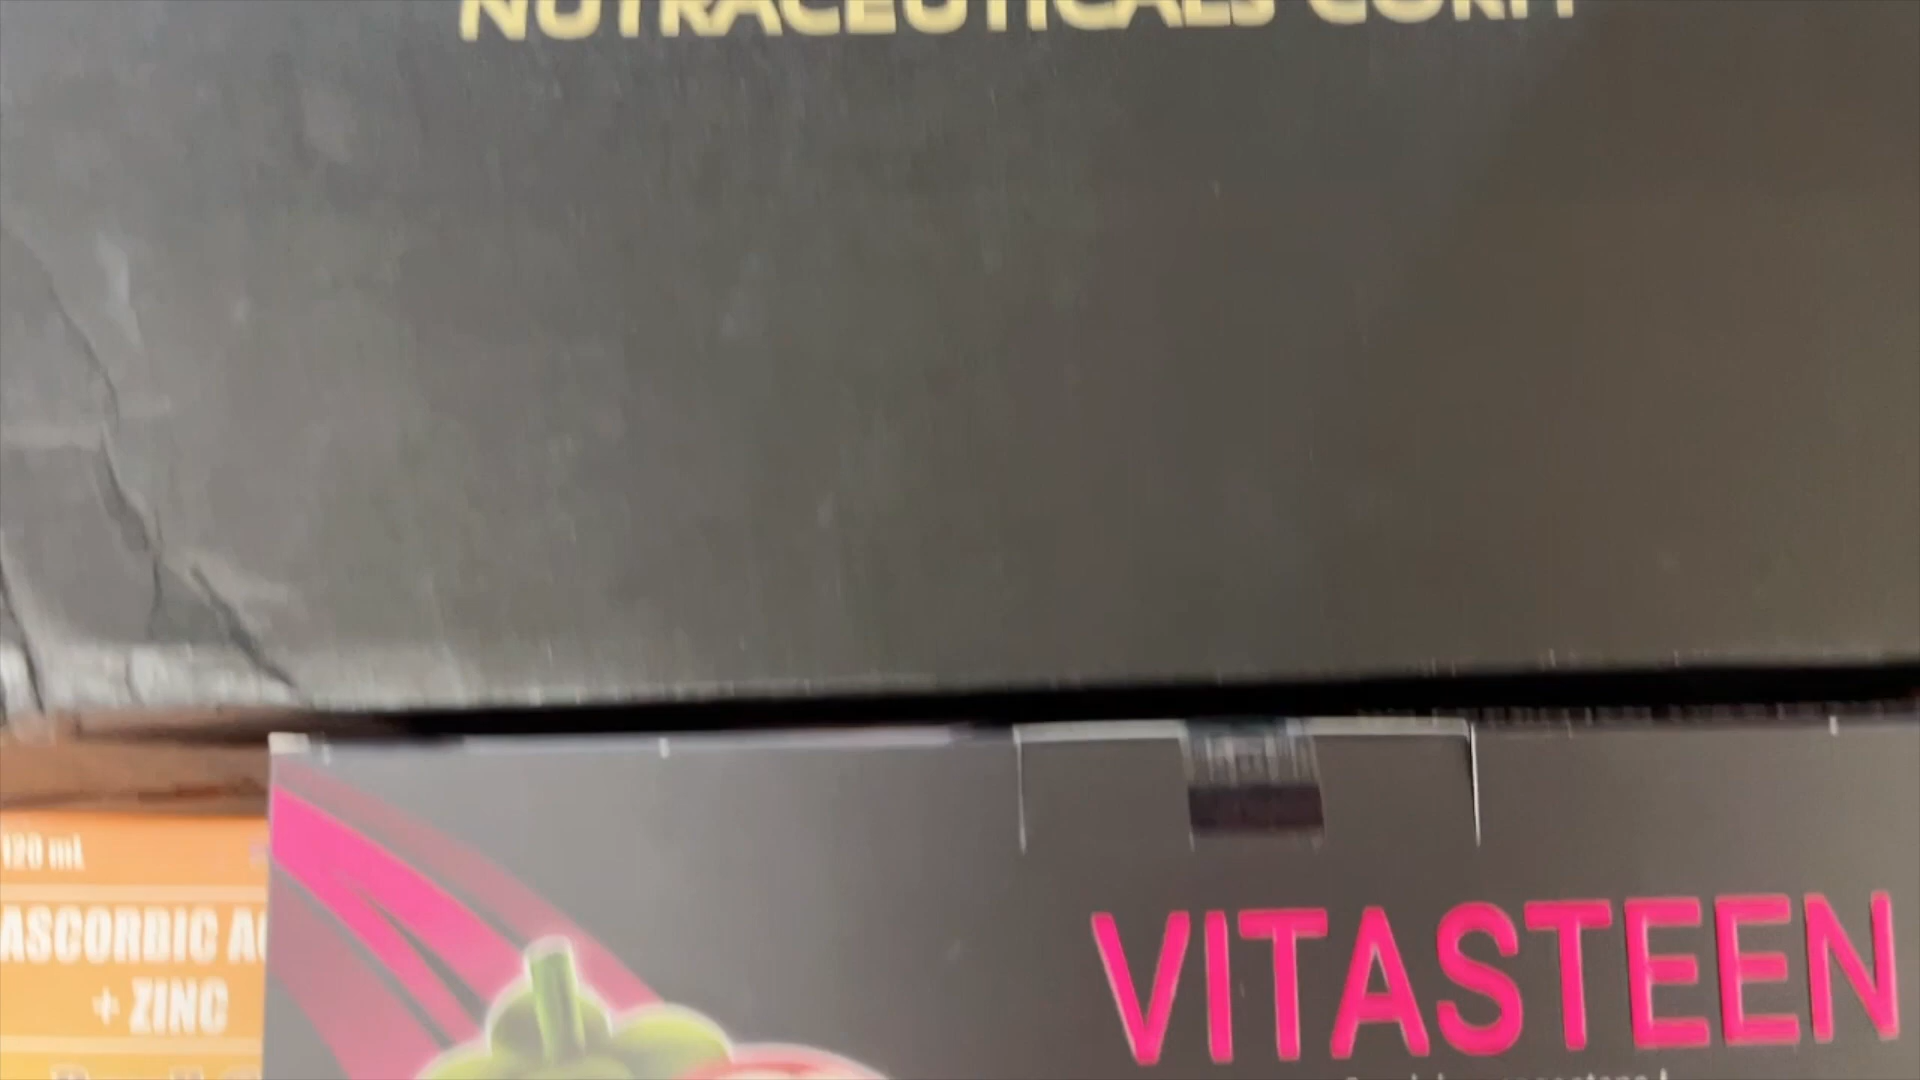 NUTRACEUTICALS CORP.
120 mL
ASCORBIC AC
+ ZINC
VITASTEEN